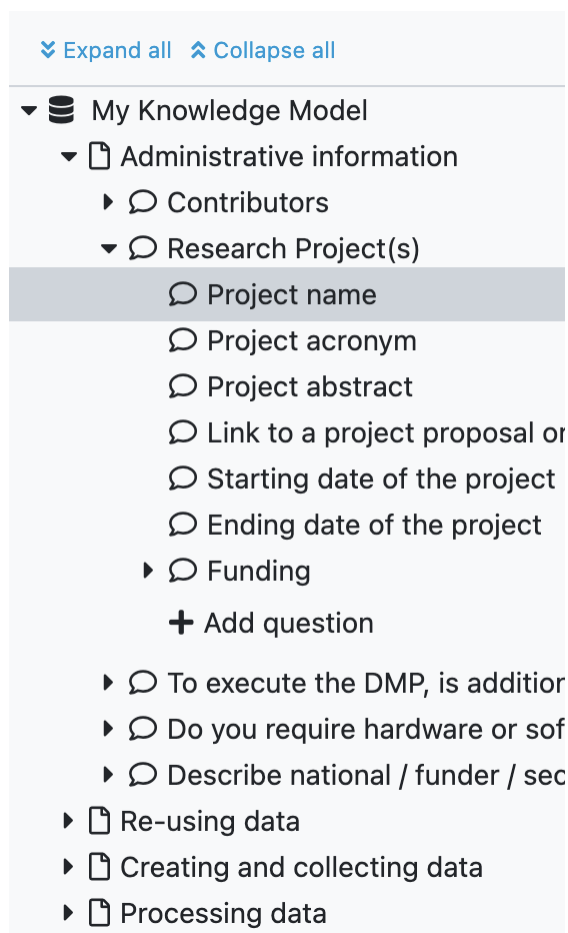 Expand all Collapse all
My Knowledge Model
Administrative information
Contributors
Research Project(s)
Project name
Project acronym
Project abstract
Link to a project proposal or
Starting date of the project
Ending date of the project
Funding
Add question
To execute the DMP, is addition
Do you require hardware or sof
Describe national / funder / sec
Re-using data
Creating and collecting data
Processing data